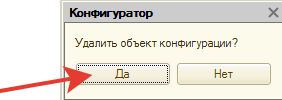 Конфигуратор
Удалить объект конфигурации?
Да Нет